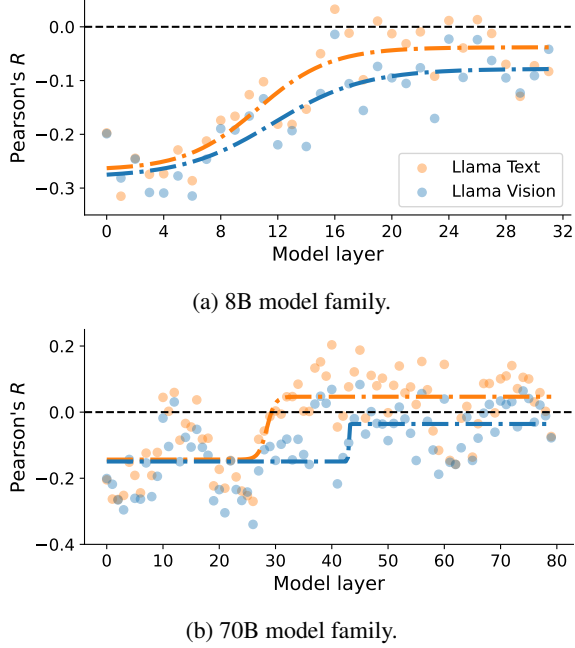 0.0
−0.1
−0.2
−0.3
Pearson's R
Llama Text
Llama Vision
0 4 8 12 16 20 24 28 32
Model layer
(a) 8B model family.
0.2
0.0
−0.2
−0.4
Pearson's R
0 10 20 30 40 50 60 70 80
Model layer
(b) 70B model family.